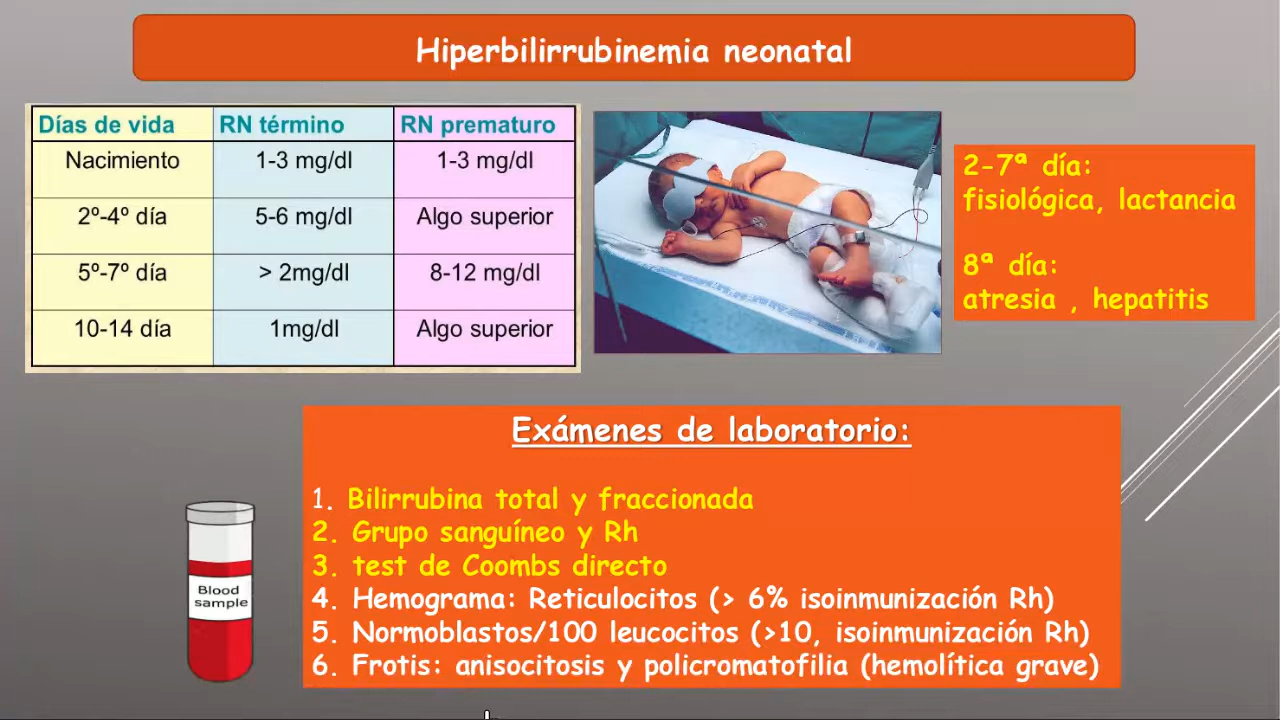 Hiperbilirrubinemia neonatal
Días de vida RN término RN prematuro
Nacimiento 1-3 mg/dl 1-3 mg/dl
2º-4º día 5-6 mg/dl Algo superior
5º-7º día > 2mg/dl 8-12 mg/dl
10-14 día 1mg/dl Algo superior
2-7ª día:
fisiológica, lactancia
8ª día:
atresia , hepatitis
Exámenes de laboratorio:
1. Bilirrubina total y fraccionada
2. Grupo sanguíneo y Rh
3. test de Coombs directo
4. Hemograma: Reticulocitos (> 6% isoinmunización Rh)
5. Normoblastos/100 leucocitos (>10, isoinmunización Rh)
6. Frotis: anisocitosis y policromatofilia (hemolítica grave)
Blood
sample